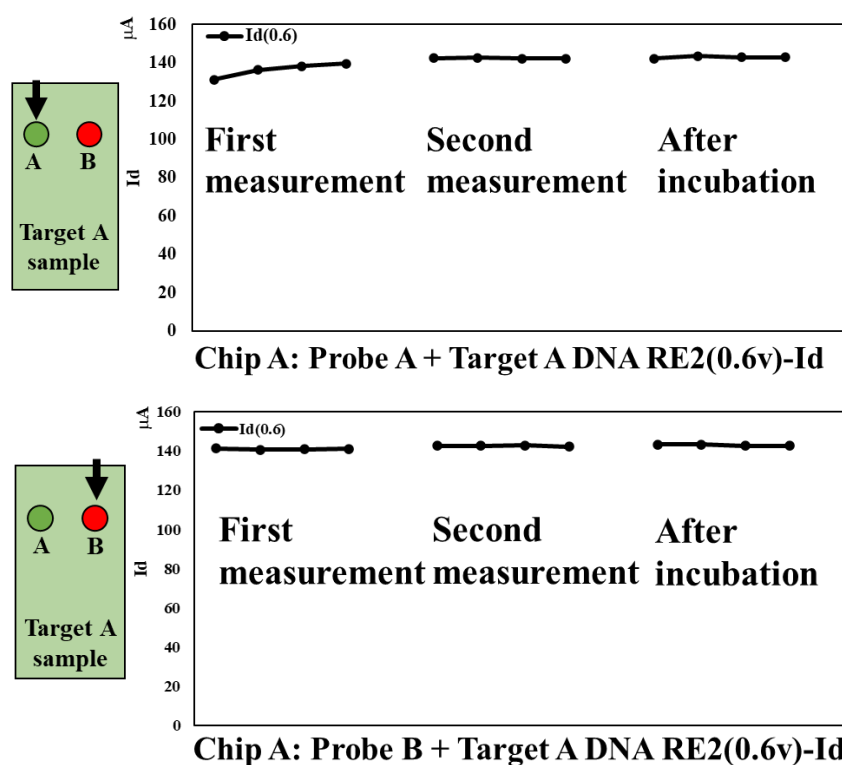 μA
160
140
120
100
80
60
40
20
0
Id
Id(0.6)
First
measurement
Second
measurement
After
incubation
A
B
Target A
sample
Chip A: Probe A + Target A DNA RE2(0.6v)-Id
μA
160
140
120
100
80
60
40
20
0
Id
Id(0.6)
First
measurement
Second
measurement
After
incubation
A
B
Target A
sample
Chip A: Probe B + Target A DNA RE2(0.6v)-Id